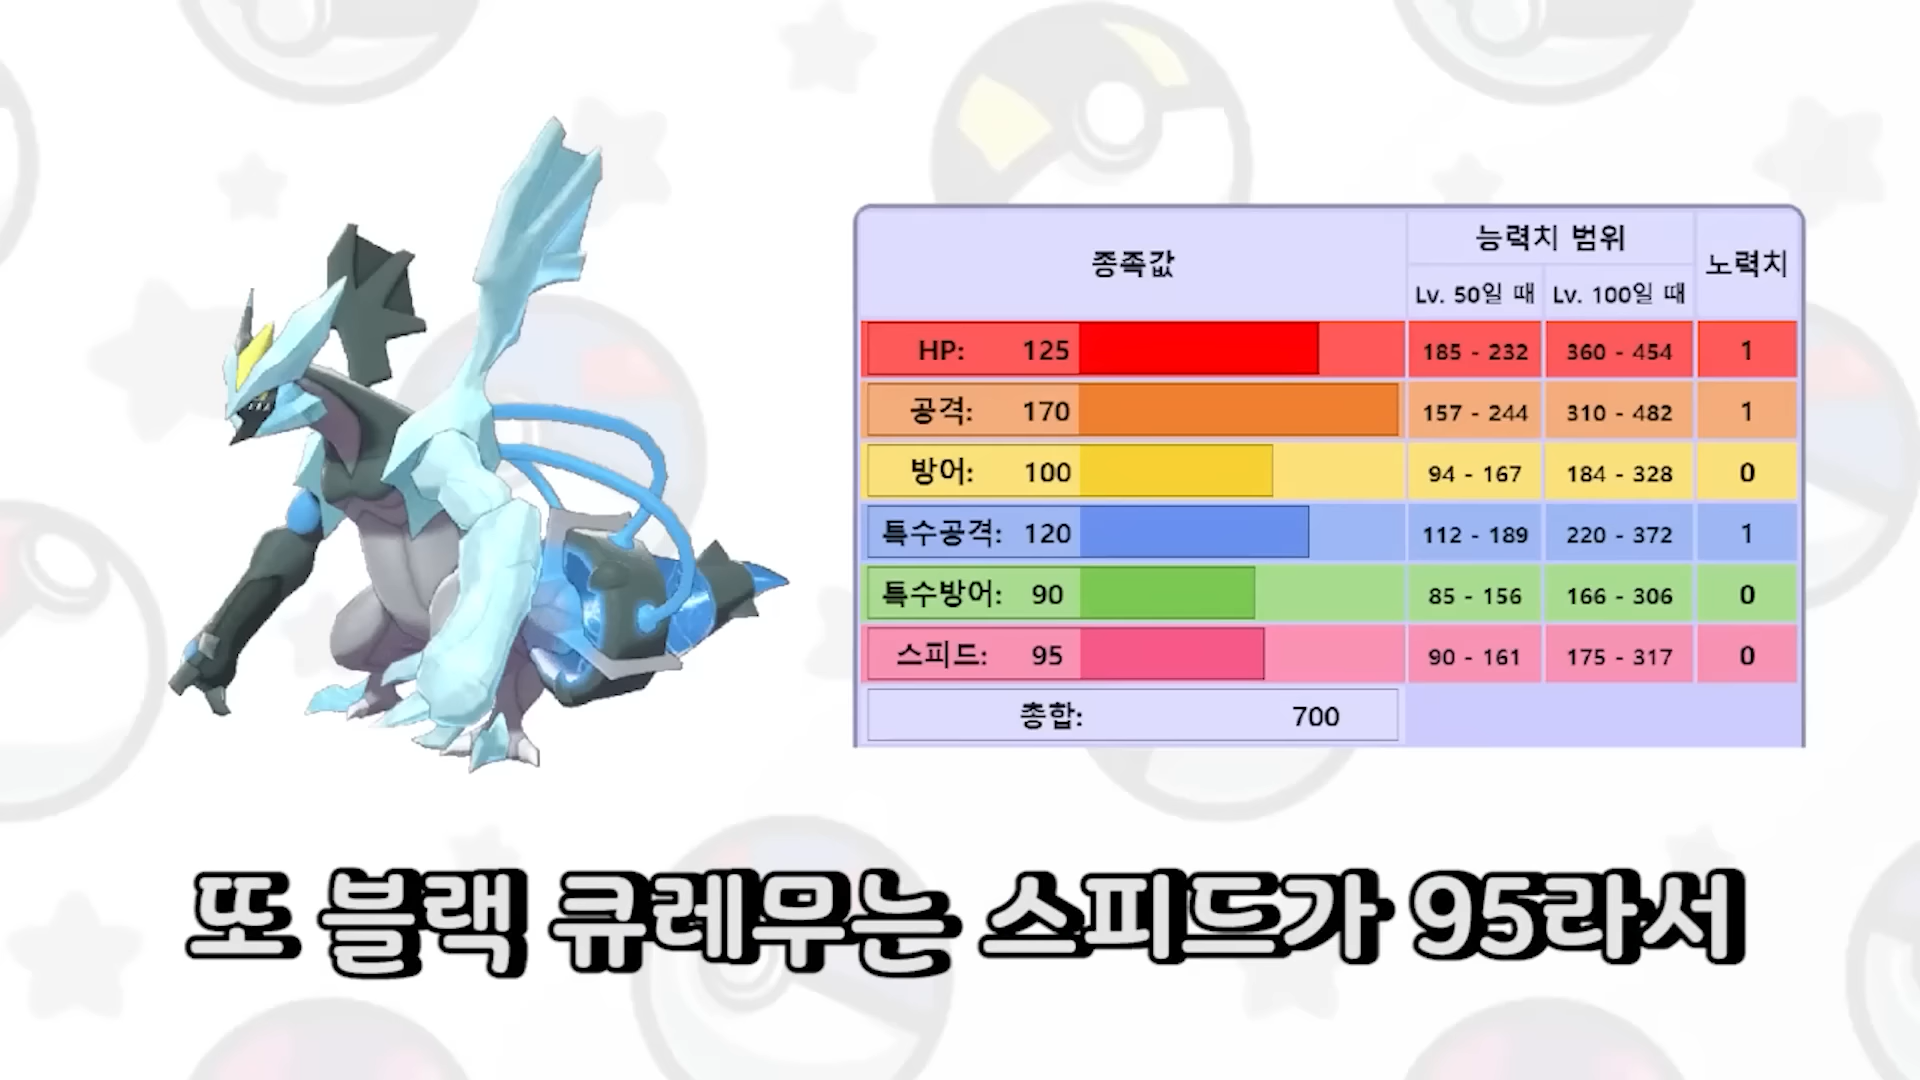 종족값 능력치 범위 노력치
Lv. 50일 때 Lv. 100일 때
HP: 125 185 - 232 360 - 454 1
공격: 170 157 - 244 310 - 482 1
방어: 100 94 - 167 184 - 328 0
특수공격: 120 112 - 189 220 - 372 1
특수방어: 90 85 - 156 166 - 306 0
스피드: 95 90 - 161 175 - 317 0
총합: 700
또 블랙 큐레무는 스피드가 95라서